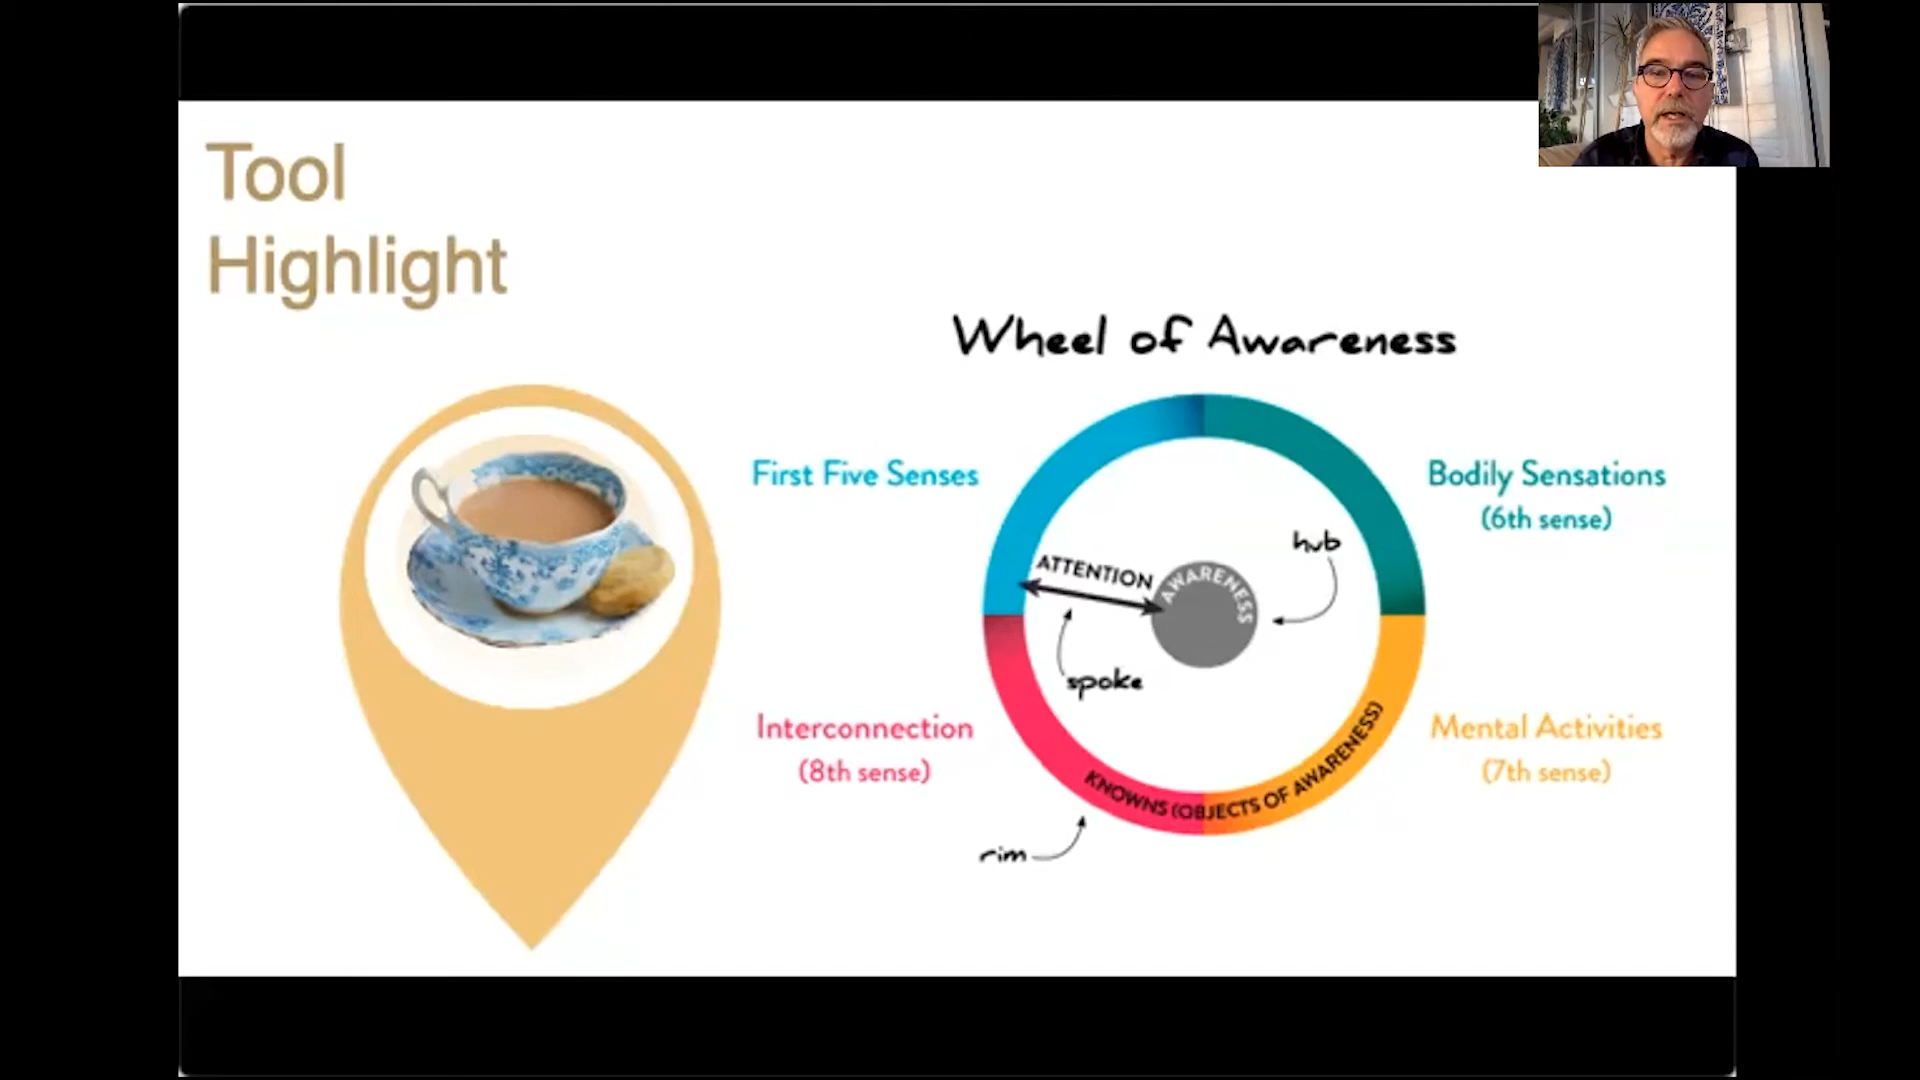 Tool
Highlight
Wheel of Awareness
First Five Senses
Bodily Sensations
(6th sense)
hub
ATTENTION
AWARENESS
spoke
Interconnection
(8th sense)
Mental Activities
(7th sense)
KNOWNS (OBJECTS OF AWARENESS)
rim